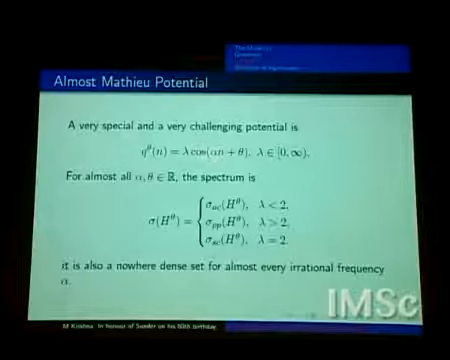 The Model(s)
Almost Mathieu Potential
A very special and a very challenging potential is
q^θ(n) = λ cos(αn + θ), λ ∈ [0, ∞),
For almost all α, θ ∈ ℝ, the spectrum is
σ(H^θ) = { σ_ac(H^θ), λ < 2,
σ_pp(H^θ), λ > 2,
σ_sc(H^θ), λ = 2.
it is also a nowhere dense set for almost every irrational frequency
α.
M Krishna In honour of Sunder on his 60th birthday
IMSc